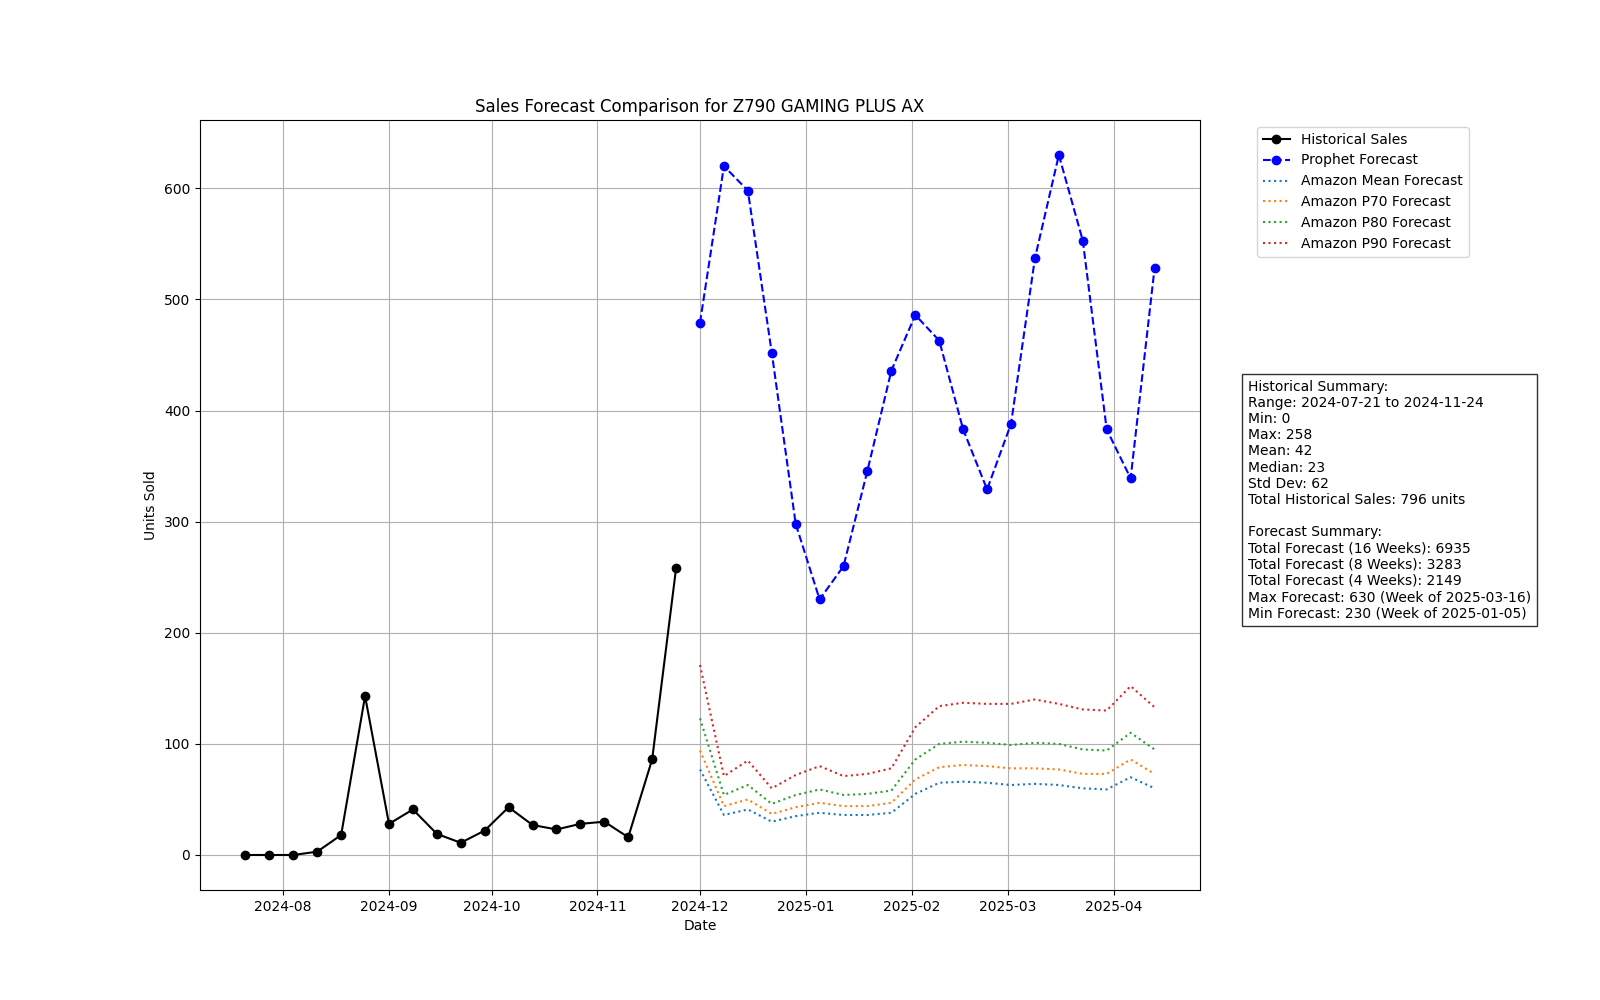 Sales Forecast Comparison for Z790 GAMING PLUS AX
Historical Sales
Prophet Forecast
Amazon Mean Forecast
Amazon P70 Forecast
Amazon P80 Forecast
Amazon P90 Forecast
600
500
400
300
200
100
0
Units Sold
2024-08
2024-09
2024-10
2024-11
2024-12
2025-01
2025-02
2025-03
2025-04
Date
Historical Summary:
Range: 2024-07-21 to 2024-11-24
Min: 0
Max: 258
Mean: 42
Median: 23
Std Dev: 62
Total Historical Sales: 796 units
Forecast Summary:
Total Forecast (16 Weeks): 6935
Total Forecast (8 Weeks): 3283
Total Forecast (4 Weeks): 2149
Max Forecast: 630 (Week of 2025-03-16)
Min Forecast: 230 (Week of 2025-01-05)